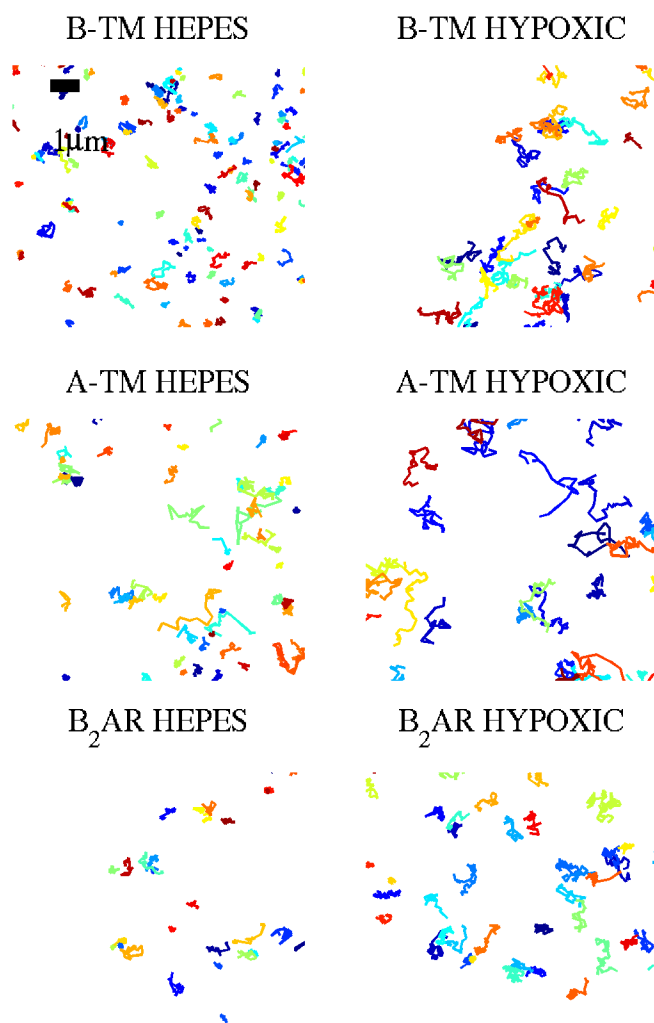 B-TM HEPES
B-TM HYPOXIC
1μm
A-TM HEPES
A-TM HYPOXIC
B₂AR HEPES
B₂AR HYPOXIC